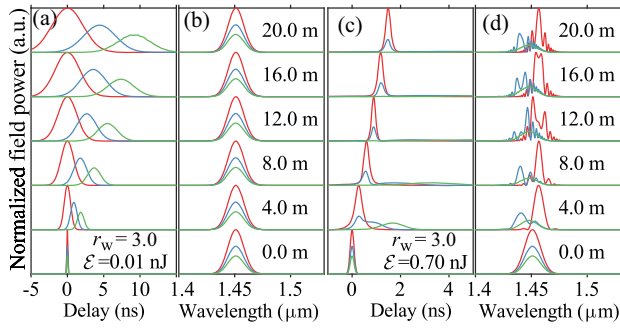 Normalized field power (a.u.)
(a) (b) (c) (d)
20.0 m 20.0 m
16.0 m 16.0 m
12.0 m 12.0 m
8.0 m 8.0 m
4.0 m 4.0 m
r_w = 3.0 r_w = 3.0
ℰ=0.01 nJ 0.0 m ℰ=0.70 nJ 0.0 m
-5 0 5 10 1.4 1.45 1.5 0 2 4 1.4 1.45 1.5
Delay (ns) Wavelength (μm) Delay (ns) Wavelength (μm)